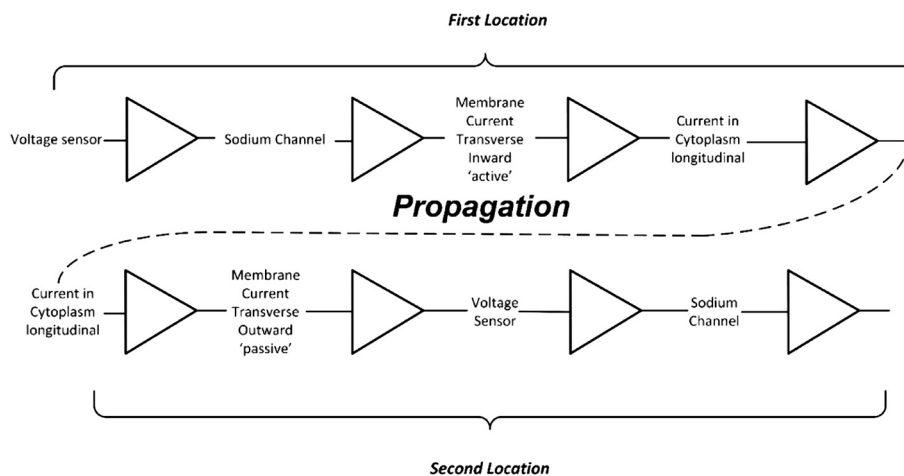 First Location
Voltage sensor
Sodium Channel
Membrane
Current
Transverse
Inward
‘active’
Current in
Cytoplasm
longitudinal
Propagation
Current in
Cytoplasm
longitudinal
Membrane
Current
Transverse
Outward
‘passive’
Voltage
Sensor
Sodium
Channel
Second Location